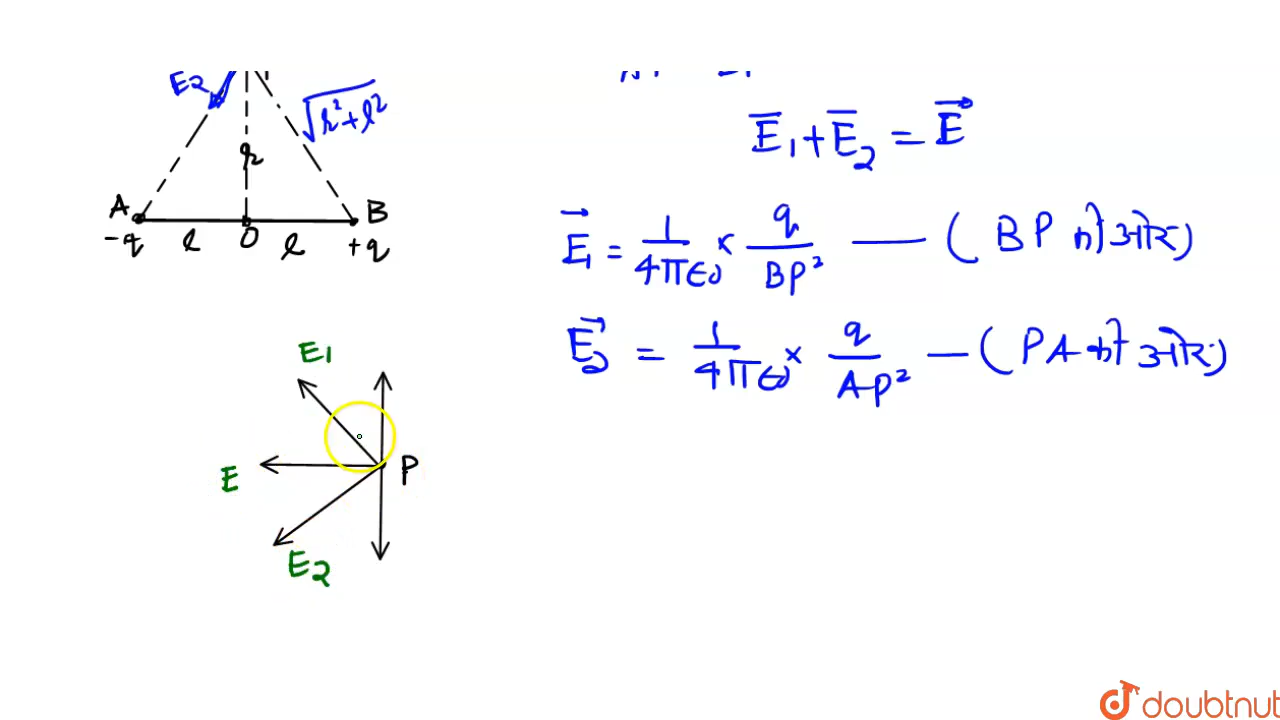 E₂
√r²+l²
r
A
B
-q
l
O
l
+q
E₁
E
P
E₂
E̅₁+E̅₂ = E⃗
E⃗₁ = 1/4πϵ₀ × q/BP² — (BP की ओर)
E⃗₂ = 1/4πϵ₀ × q/AP² — (PA की ओर)
doubtnut